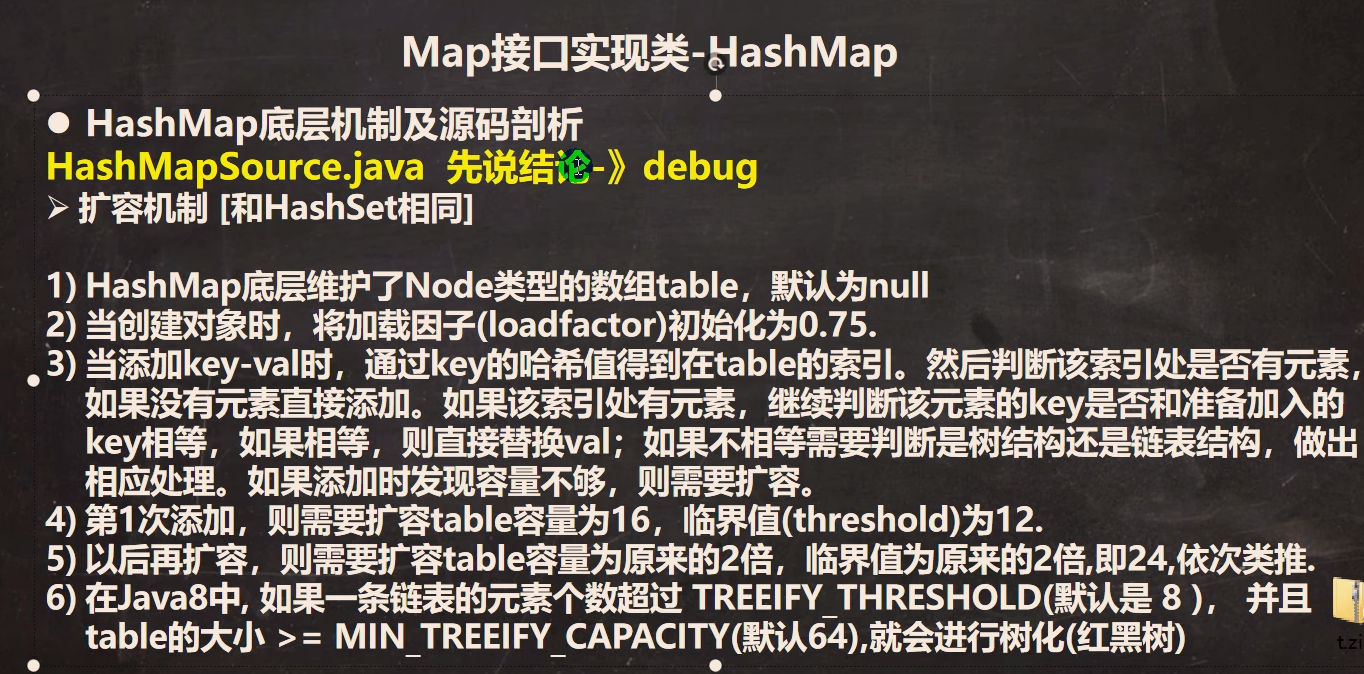 Map接口实现类-HashMap
● HashMap底层机制及源码剖析
HashMapSource.java 先说结论-》debug
➢ 扩容机制 [和HashSet相同]
1) HashMap底层维护了Node类型的数组table，默认为null
2) 当创建对象时，将加载因子(loadfactor)初始化为0.75.
3) 当添加key-val时，通过key的哈希值得到在table的索引。然后判断该索引处是否有元素，
如果没有元素直接添加。如果该索引处有元素，继续判断该元素的key是否和准备加入的
key相等，如果相等，则直接替换val；如果不相等需要判断是树结构还是链表结构，做出
相应处理。如果添加时发现容量不够，则需要扩容。
4) 第1次添加，则需要扩容table容量为16，临界值(threshold)为12.
5) 以后再扩容，则需要扩容table容量为原来的2倍，临界值为原来的2倍,即24,依次类推.
6) 在Java8中, 如果一条链表的元素个数超过 TREEIFY_THRESHOLD(默认是 8 )， 并且
table的大小 >= MIN_TREEIFY_CAPACITY(默认64),就会进行树化(红黑树)